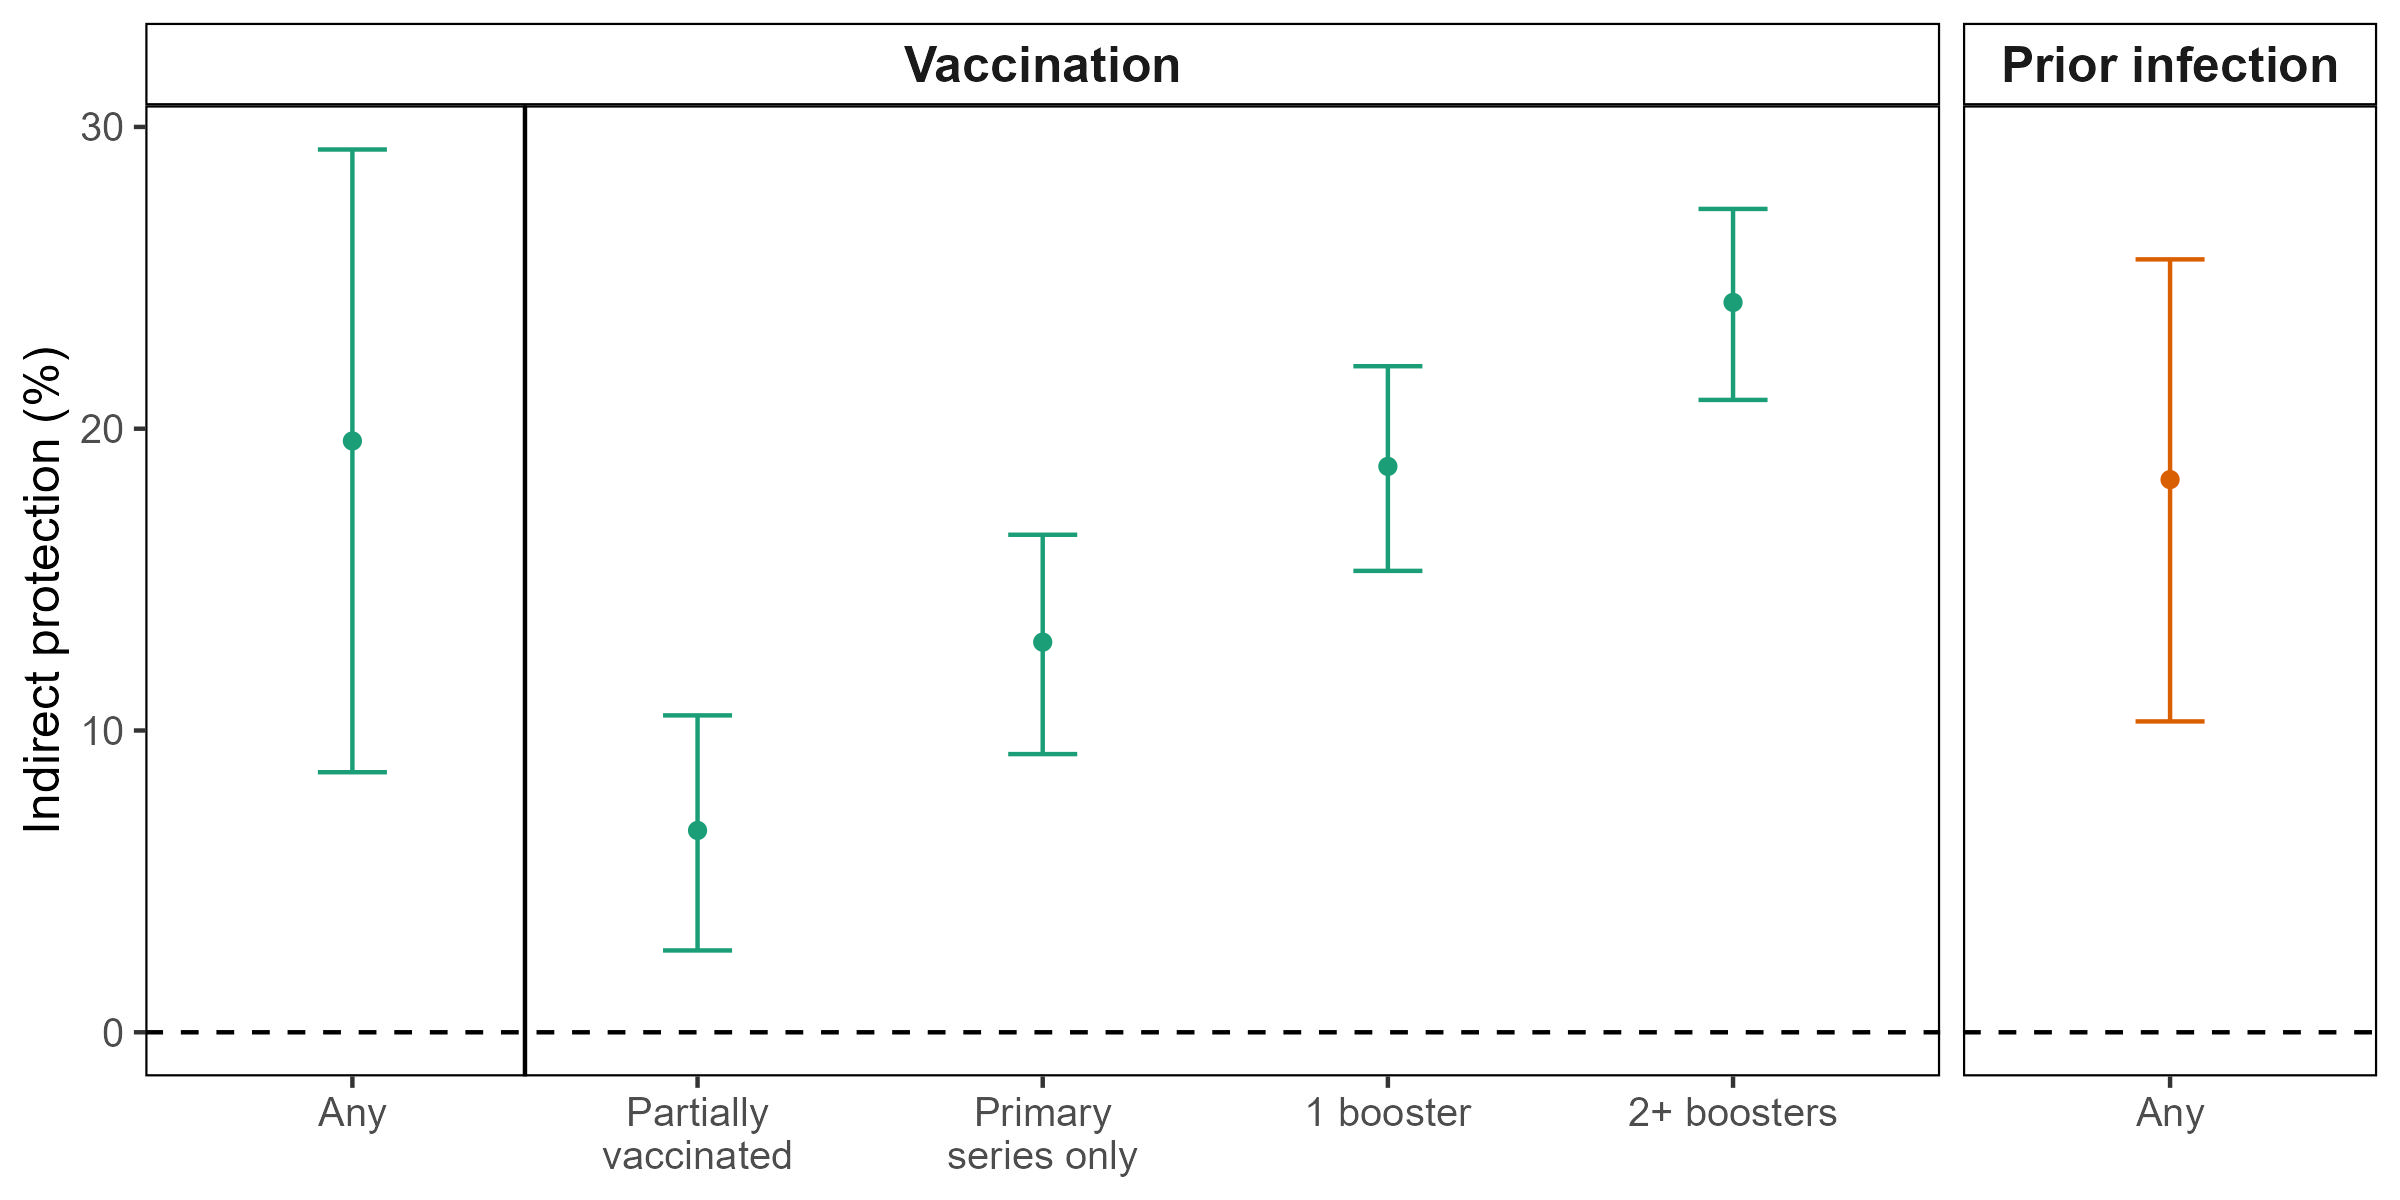 Vaccination
Prior infection
Indirect protection (%)
30
20
10
0
Any
Partially
vaccinated
Primary
series only
1 booster
2+ boosters
Any